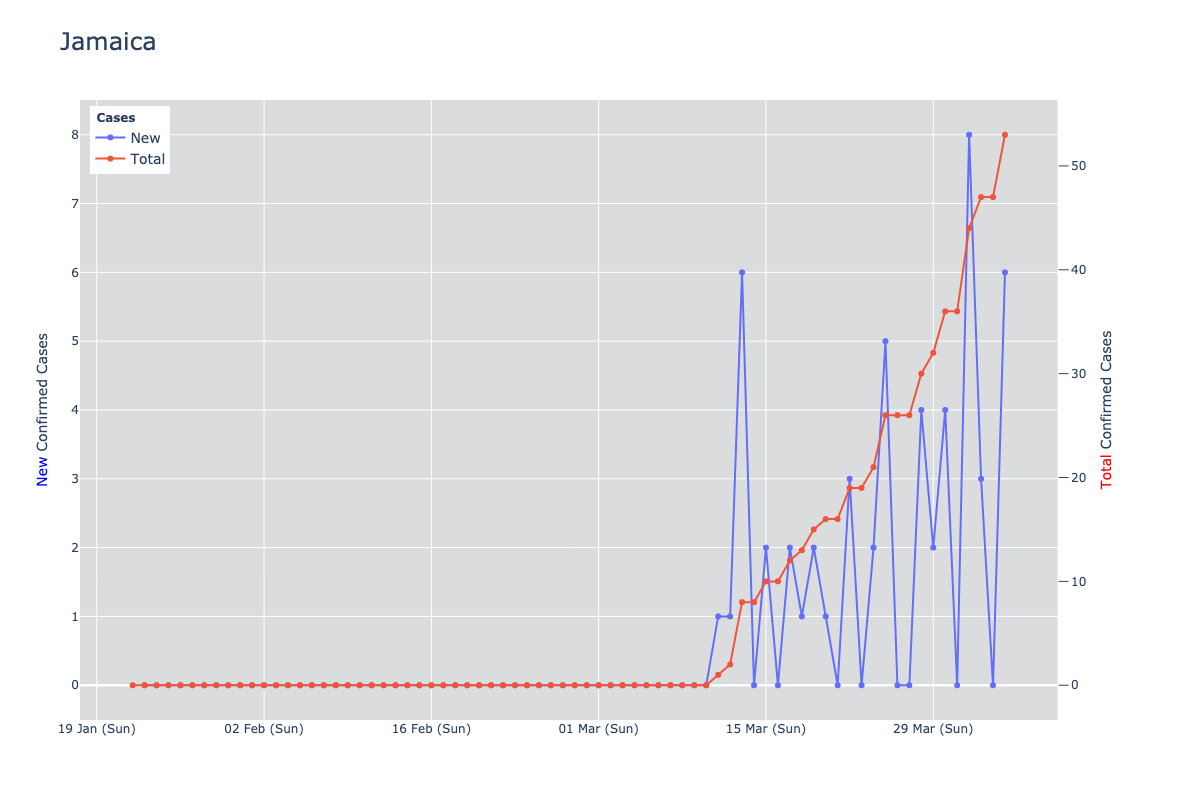 Jamaica
Cases
New
Total
8
7
6
5
4
3
2
1
0
New Confirmed Cases
50
40
30
20
10
0
Total Confirmed Cases
19 Jan (Sun)
02 Feb (Sun)
16 Feb (Sun)
01 Mar (Sun)
15 Mar (Sun)
29 Mar (Sun)